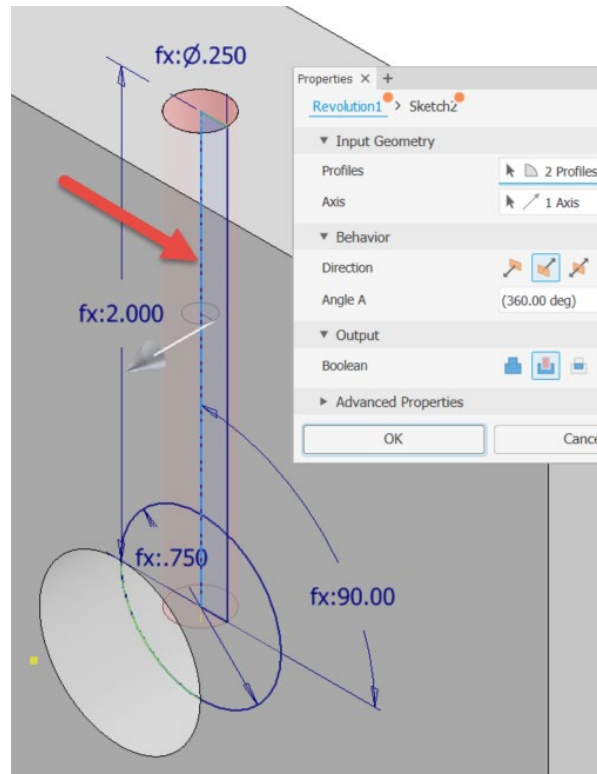 fx:Ø.250
fx:2.000
fx:.750
fx:90.00
Properties × +
Revolution1 > Sketch2
▼ Input Geometry
Profiles 2 Profiles
Axis 1 Axis
▼ Behavior
Direction
Angle A (360.00 deg)
▼ Output
Boolean
▶ Advanced Properties
OK Cance